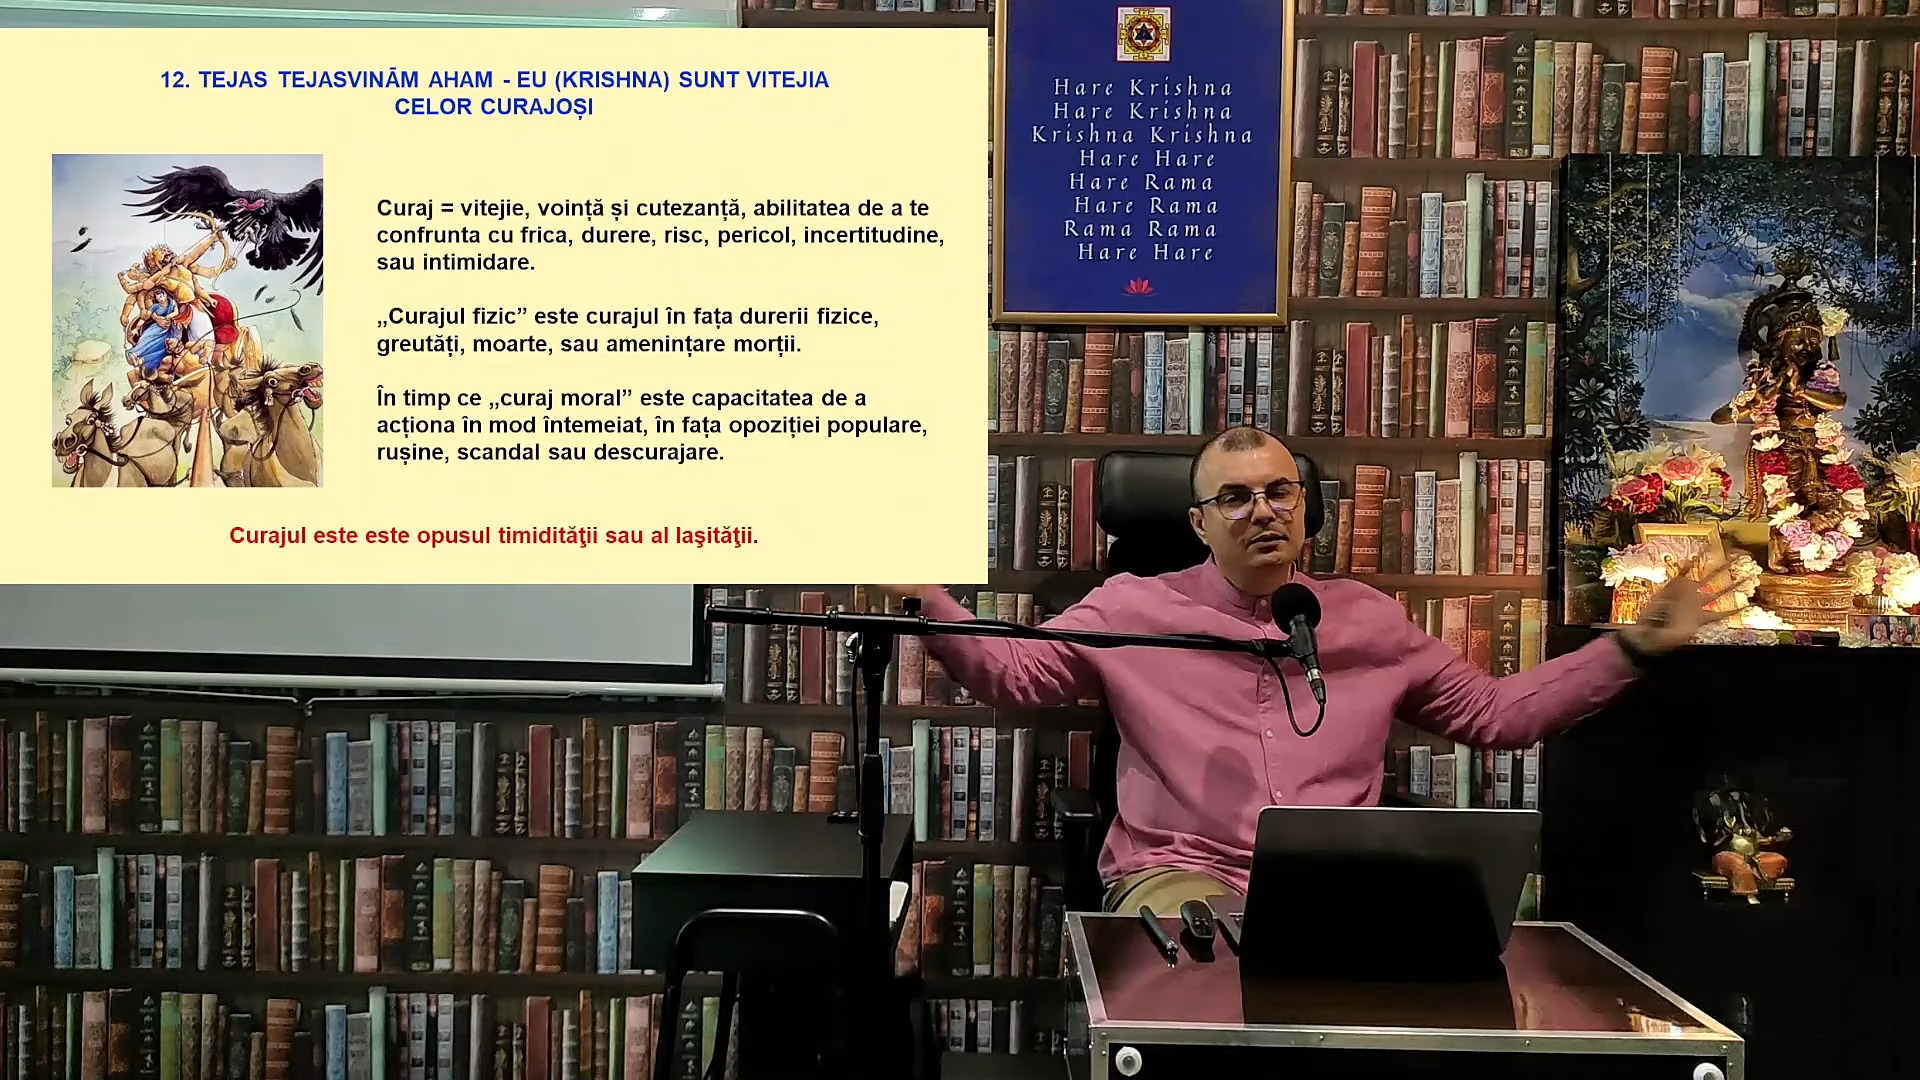 12. TEJAS TEJASVINĀM AHAM - EU (KRISHNA) SUNT VITEJIA
CELOR CURAJOȘI
Curaj = vitejie, voință și cutezanță, abilitatea de a te
confrunta cu frica, durere, risc, pericol, incertitudine,
sau intimidare.
„Curajul fizic” este curajul în fața durerii fizice,
greutăți, moarte, sau amenințare morții.
În timp ce „curaj moral” este capacitatea de a
acționa în mod întemeiat, în fața opoziției populare,
rușine, scandal sau descurajare.
Curajul este este opusul timidităţii sau al laşităţii.
Hare Krishna
Hare Krishna
Krishna Krishna
Hare Hare
Hare Rama
Hare Rama
Rama Rama
Hare Hare